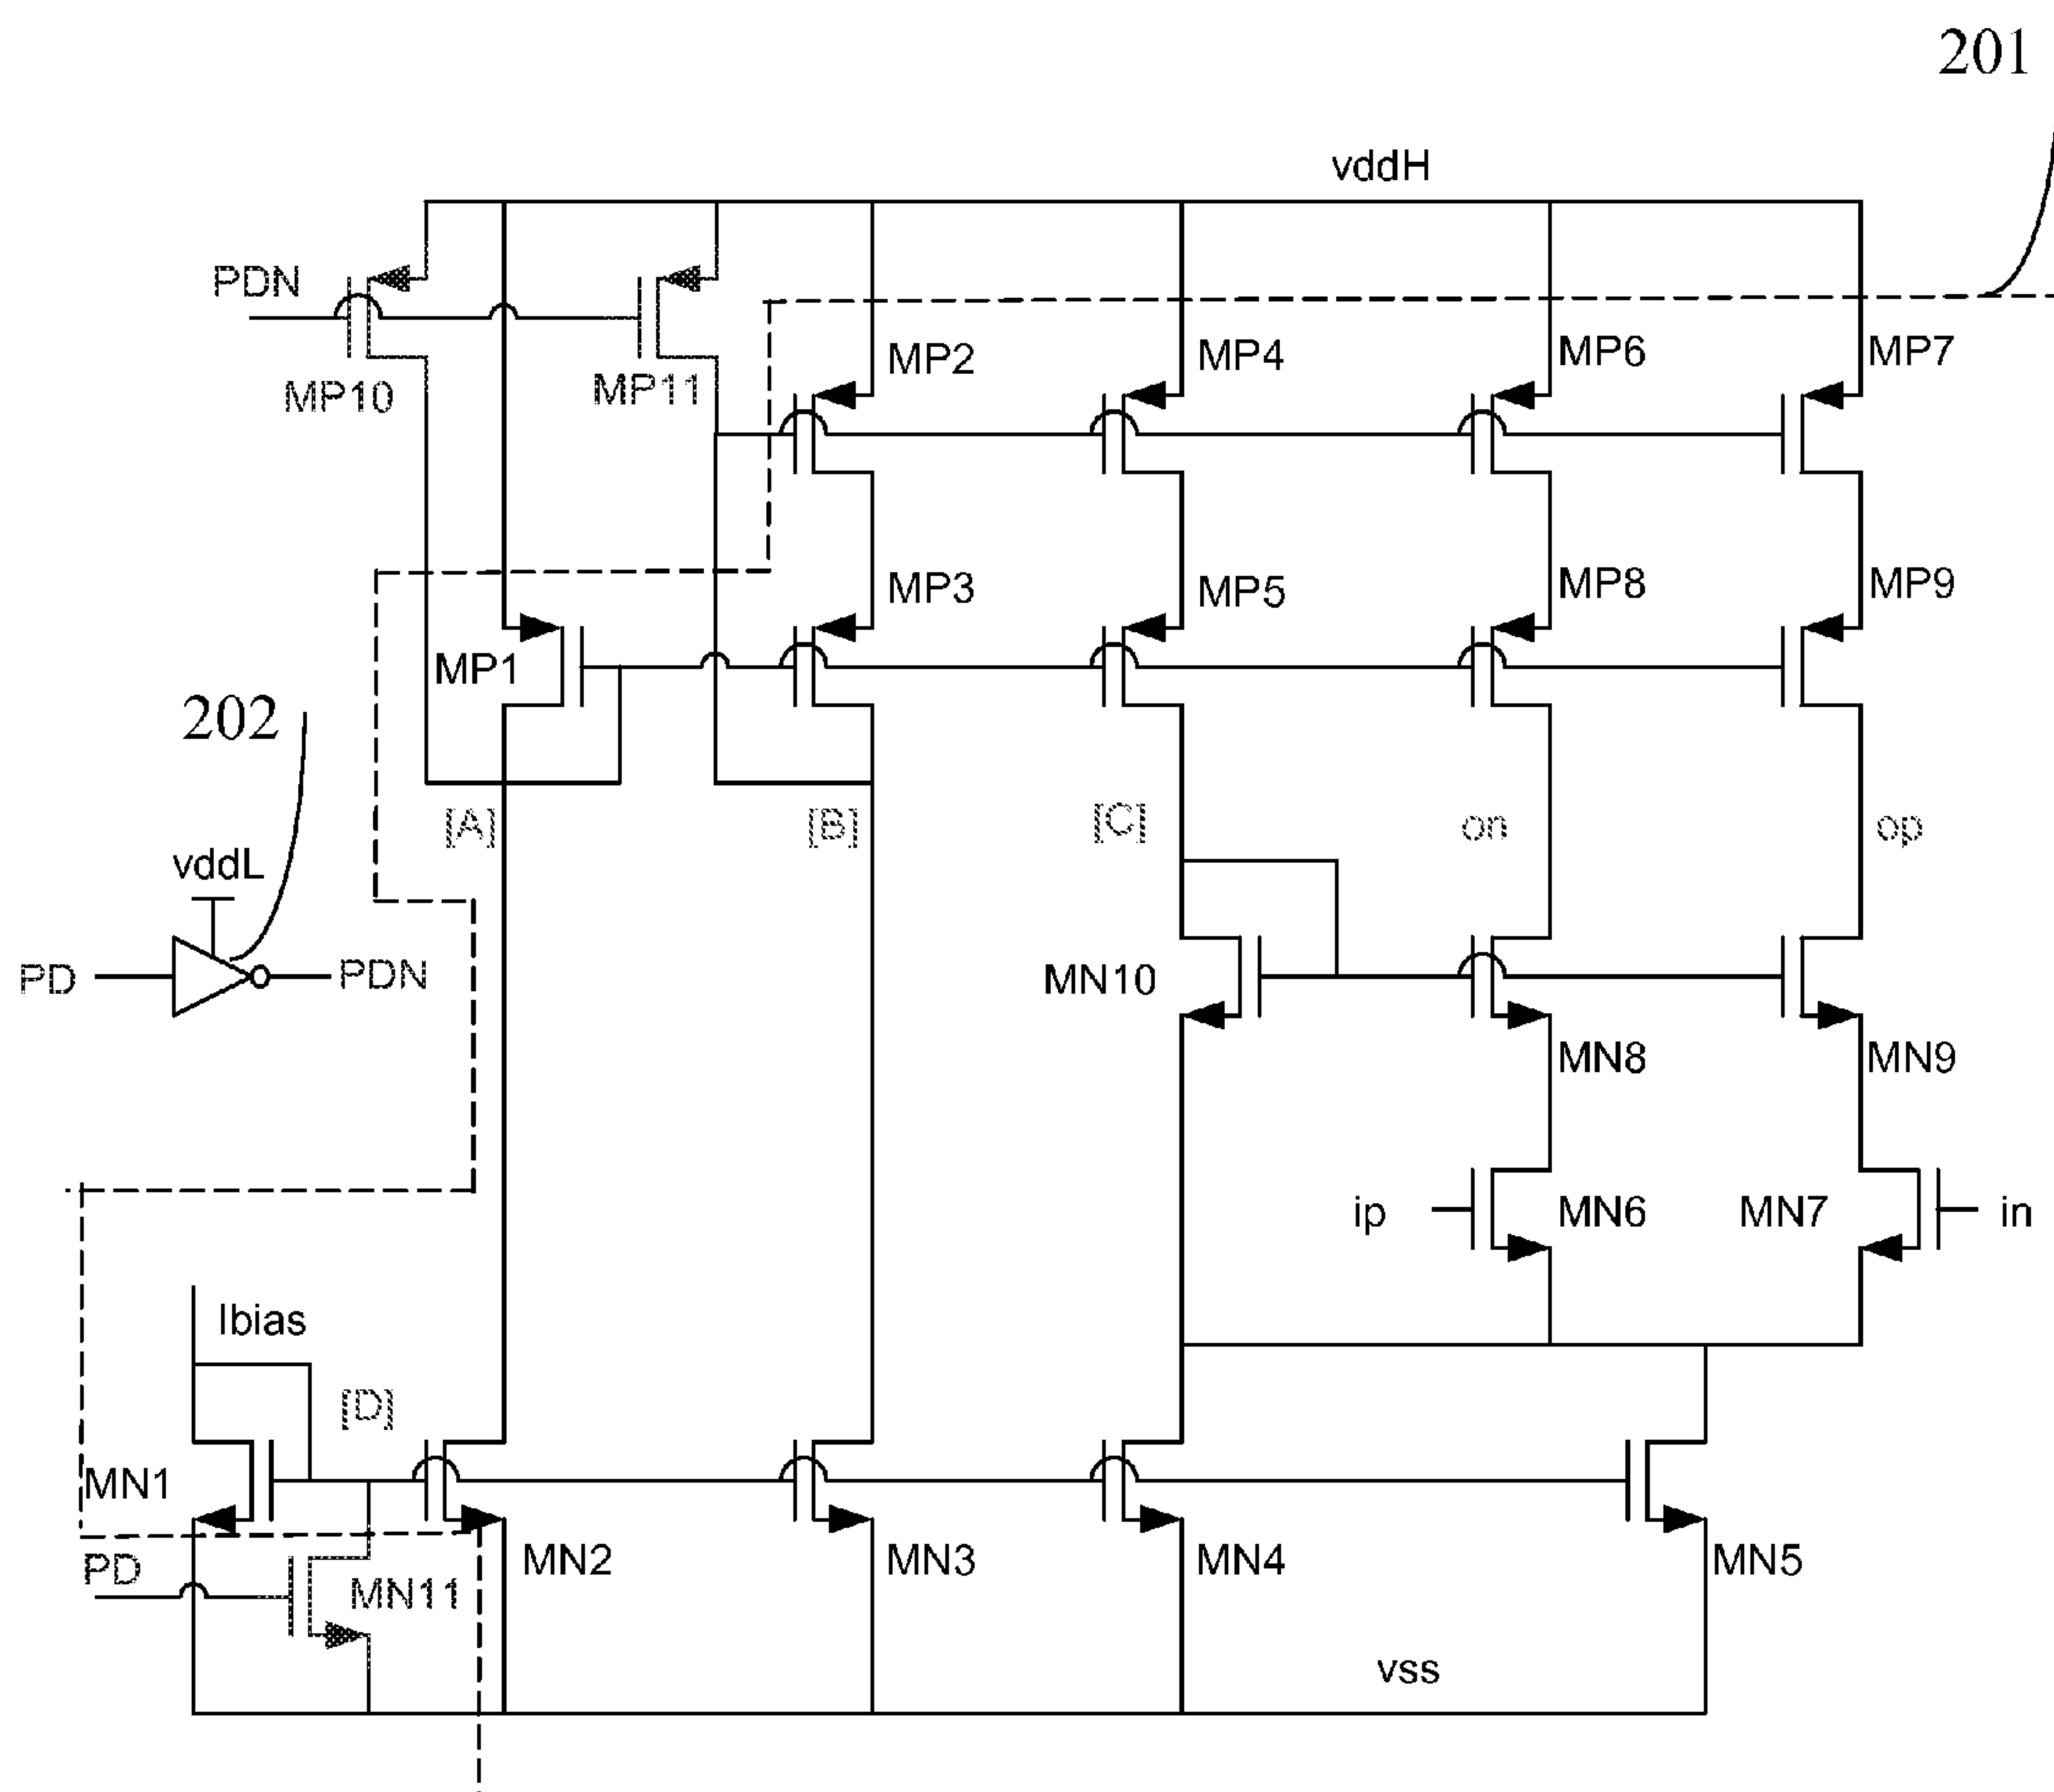 201
vddH
PDN
MP2
MP4
MP6
MP7
MP10
MP11
MP3
MP5
MP8
MP9
MP1
202
[A]
[B]
[C]
on
op
vddL
PD
PDN
MN10
MN8
MN9
ip
MN6
MN7
in
Ibias
[D]
MN1
PD
MN11
MN2
MN3
MN4
MN5
vss